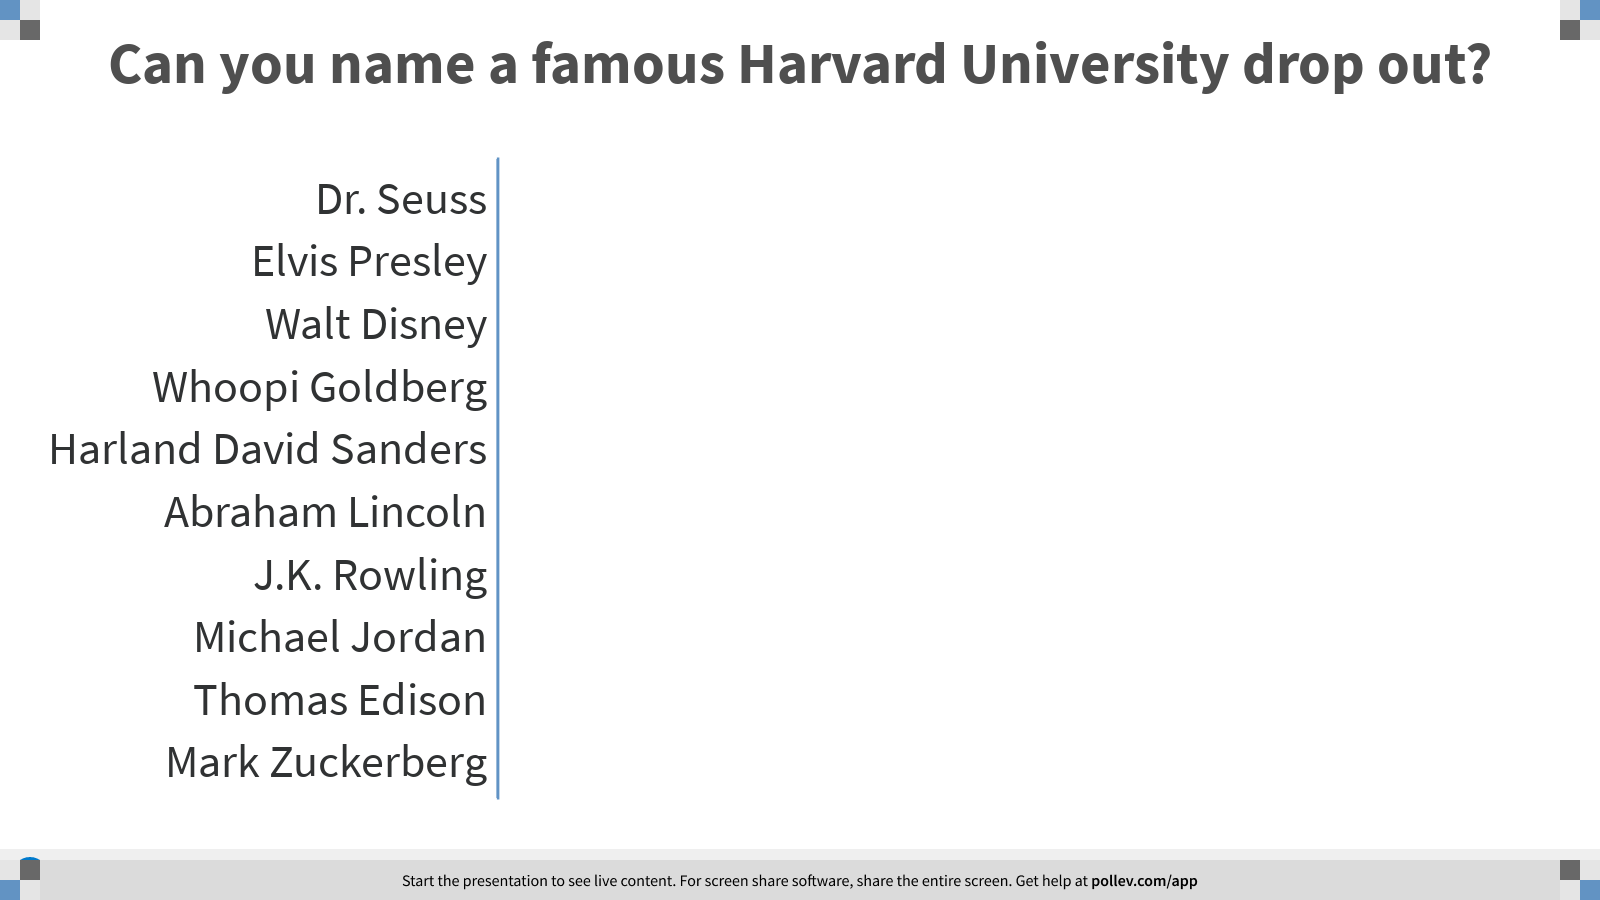 Can you name a famous Harvard University drop out?
Dr. Seuss
Elvis Presley
Walt Disney
Whoopi Goldberg
Harland David Sanders
Abraham Lincoln
J.K. Rowling
Michael Jordan
Thomas Edison
Mark Zuckerberg
Start the presentation to see live content. For screen share software, share the entire screen. Get help at pollev.com/app